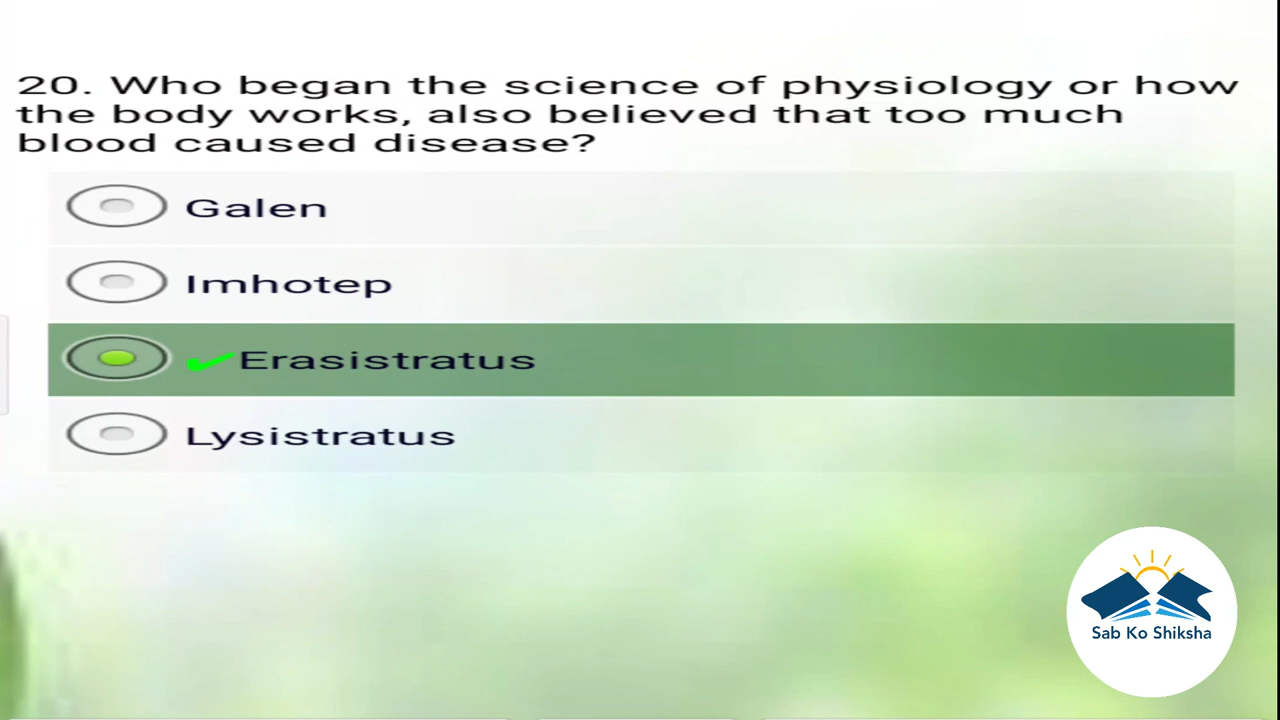 20. Who began the science of physiology or how
the body works, also believed that too much
blood caused disease?
Galen
Imhotep
Erasistratus
Lysistratus
Sab Ko Shiksha